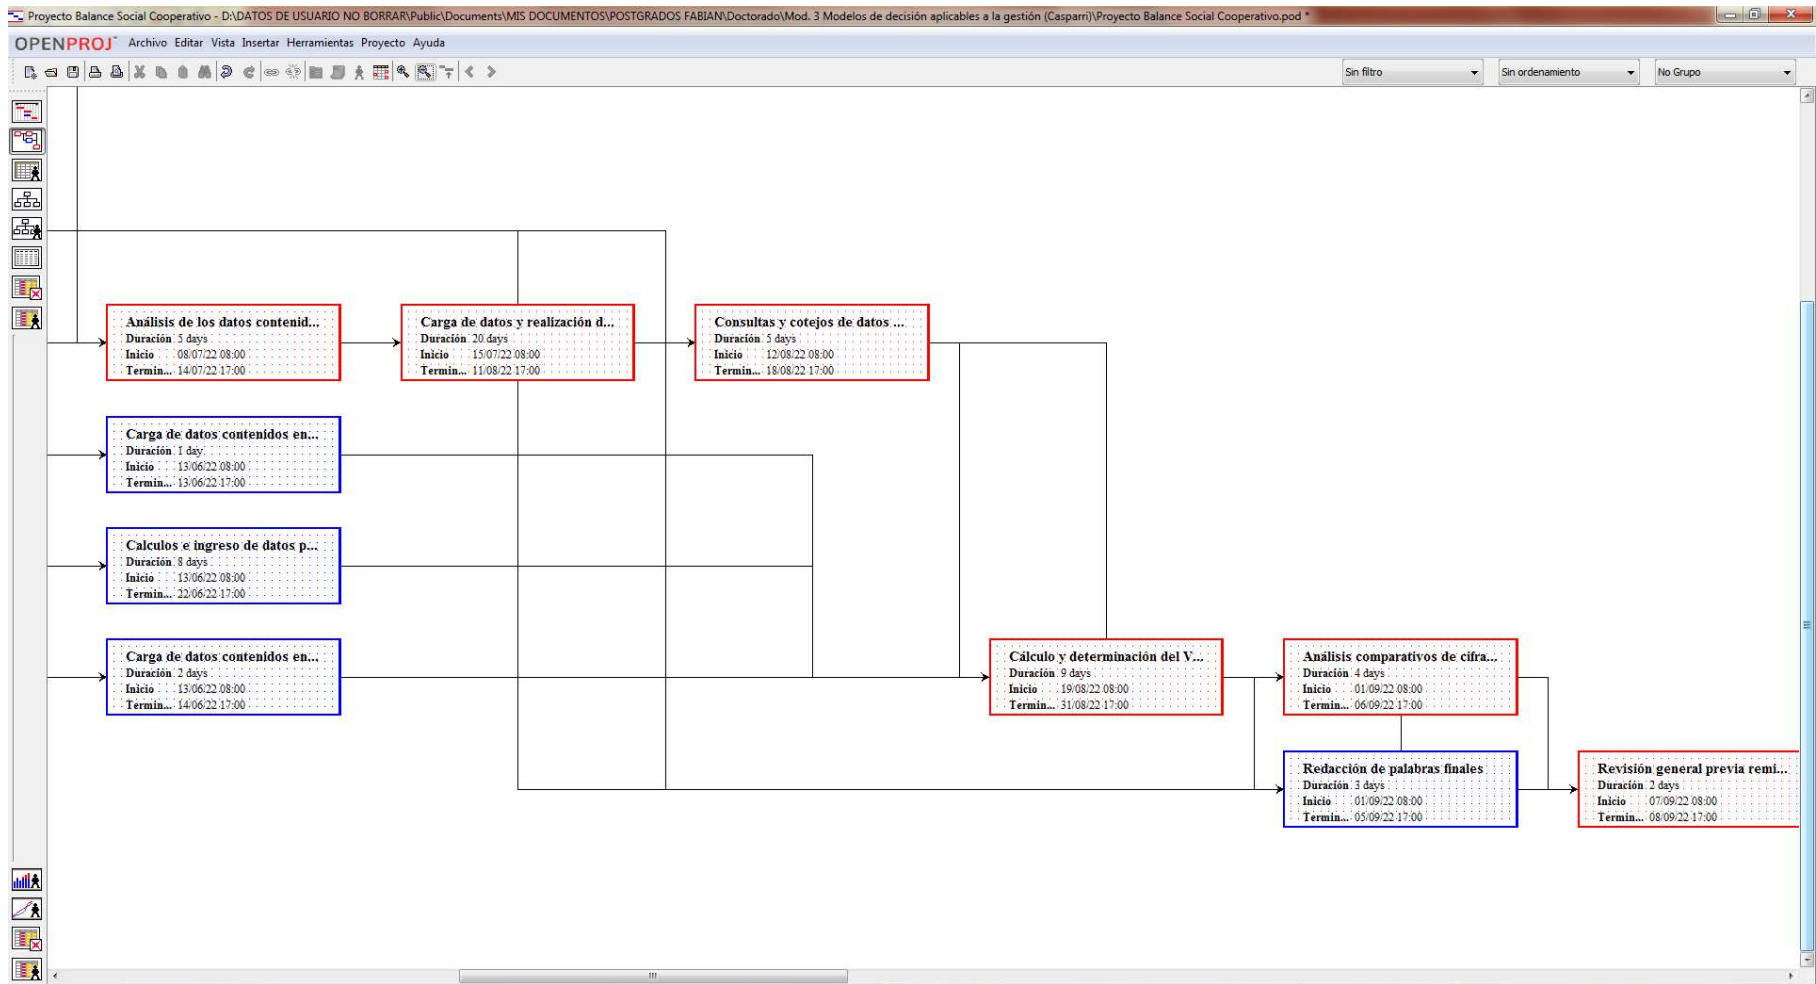 Proyecto Balance Social Cooperativo - D:\DATOS DE USUARIO NO BORRAR\Public\Documents\MIS DOCUMENTOS\POSTGRADOS FABIAN\Doctorado\Mod. 3 Modelos de decisión aplicables a la gestión (Casparri)\Proyecto Balance Social Cooperativo.pod *
OPENPROJ Archivo Editar Vista Insertar Herramientas Proyecto Ayuda
Sin filtro Sin ordenamiento No Grupo
Análisis de los datos contenid...
Duración 5 days
Inicio 08/07/22 08:00
Termin... 14/07/22 17:00
Carga de datos y realización d...
Duración 20 days
Inicio 15/07/22 08:00
Termin... 11/08/22 17:00
Consultas y cotejos de datos ...
Duración 5 days
Inicio 12/08/22 08:00
Termin... 18/08/22 17:00
Carga de datos contenidos en...
Duración 1 day
Inicio 13/06/22 08:00
Termin... 13/06/22 17:00
Calculos e ingreso de datos p...
Duración 8 days
Inicio 13/06/22 08:00
Termin... 22/06/22 17:00
Carga de datos contenidos en...
Duración 2 days
Inicio 13/06/22 08:00
Termin... 14/06/22 17:00
Cálculo y determinación del V...
Duración 9 days
Inicio 19/08/22 08:00
Termin... 31/08/22 17:00
Análisis comparativos de cifra...
Duración 4 days
Inicio 01/09/22 08:00
Termin... 06/09/22 17:00
Redacción de palabras finales
Duración 3 days
Inicio 01/09/22 08:00
Termin... 05/09/22 17:00
Revisión general previa remi...
Duración 2 days
Inicio 07/09/22 08:00
Termin... 08/09/22 17:00